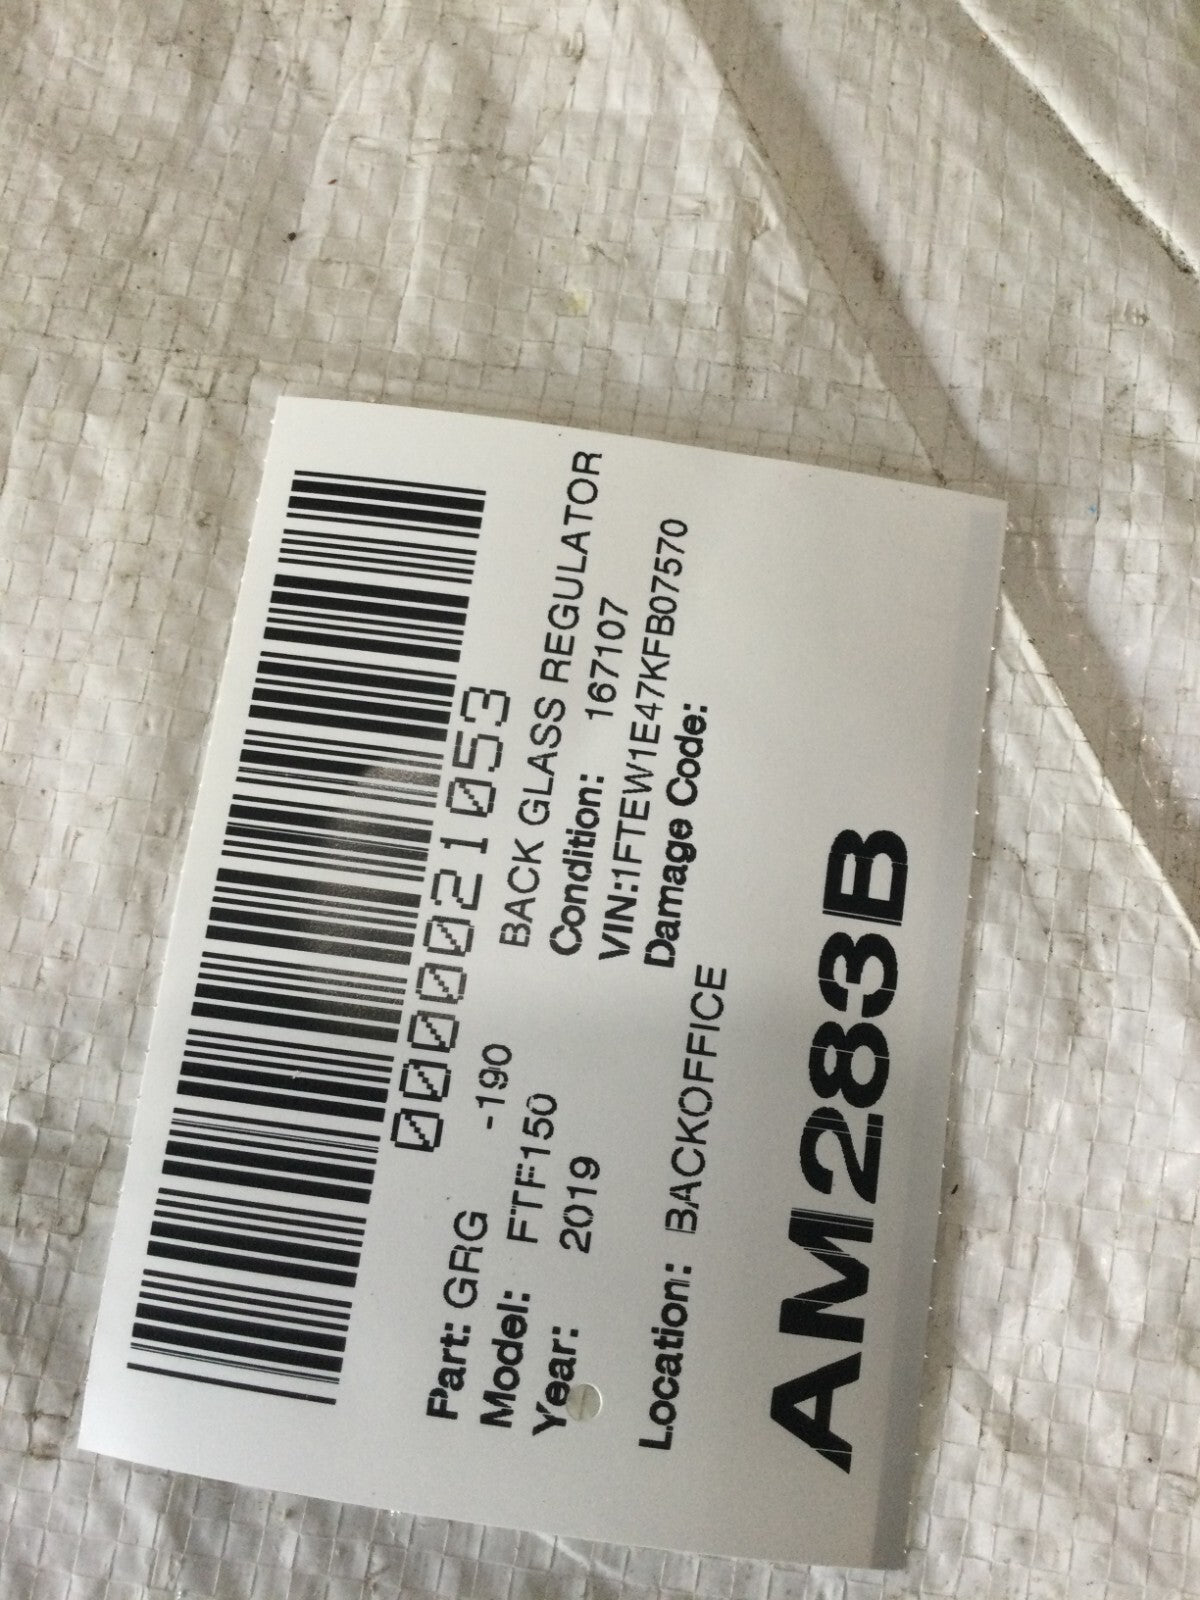 0000021053
Part: GRG -190 BACK GLASS REGULATOR
Model: FTF150 Condition: 167107
Year: 2019 VIN:1FTEW1E47KFB07570
Damage Code:
Location: BACKOFFICE
AM283B